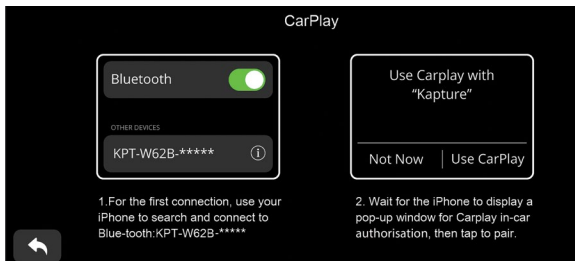 CarPlay
Bluetooth
OTHER DEVICES
KPT-W62B-*****
1.For the first connection, use your
iPhone to search and connect to
Blue-tooth:KPT-W62B-*****
Use Carplay with
“Kapture”
Not Now | Use CarPlay
2. Wait for the iPhone to display a
pop-up window for Carplay in-car
authorisation, then tap to pair.